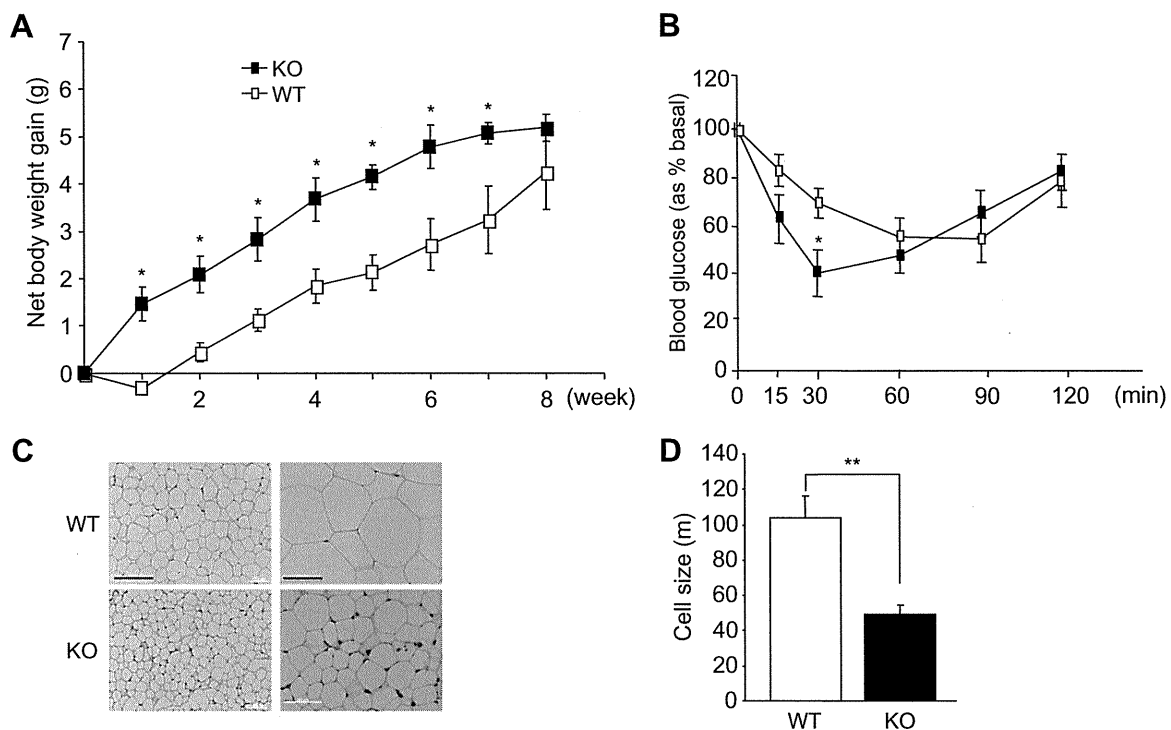 A
Net body weight gain (g)
7
6
5
4
3
2
1
0
KO
WT
* * * * * * *
2 4 6 8 (week)
B
Blood glucose (as % basal)
120
100
80
60
40
20
0
*
0 15 30 60 90 120 (min)
C
WT
KO
D
Cell size (m)
140
120
100
80
60
40
20
0
**
WT KO